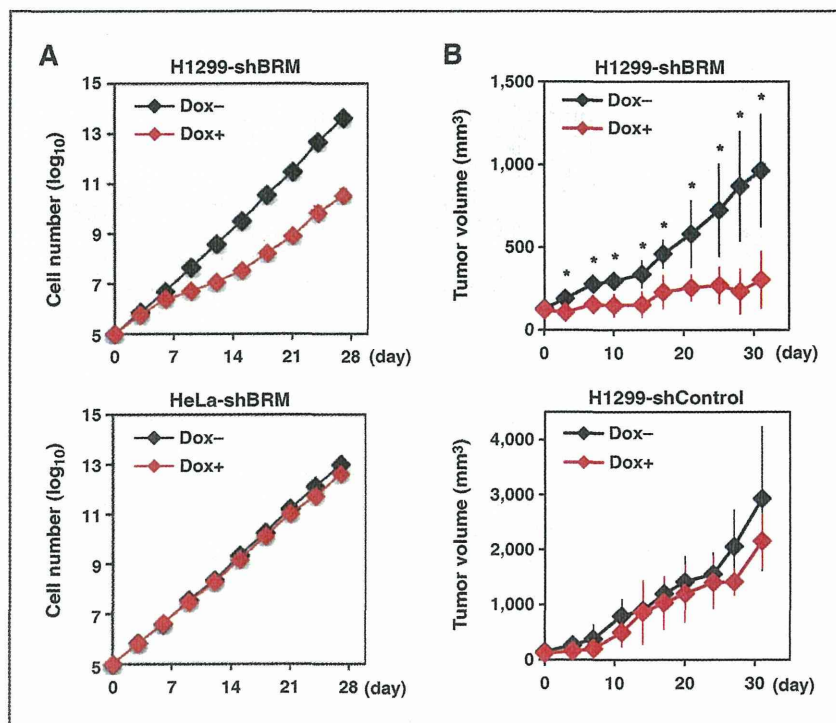 A
H1299-shBRM
15
13
11
9
7
5
Cell number (log10)
Dox–
Dox+
0 7 14 21 28 (day)
HeLa-shBRM
15
13
11
9
7
5
Cell number (log10)
Dox–
Dox+
0 7 14 21 28 (day)
B
H1299-shBRM
1,500
1,000
500
0
Tumor volume (mm3)
Dox–
Dox+
* * * * * * * * *
0 10 20 30 (day)
H1299-shControl
4,000
3,000
2,000
1,000
0
Tumor volume (mm3)
Dox–
Dox+
0 10 20 30 (day)